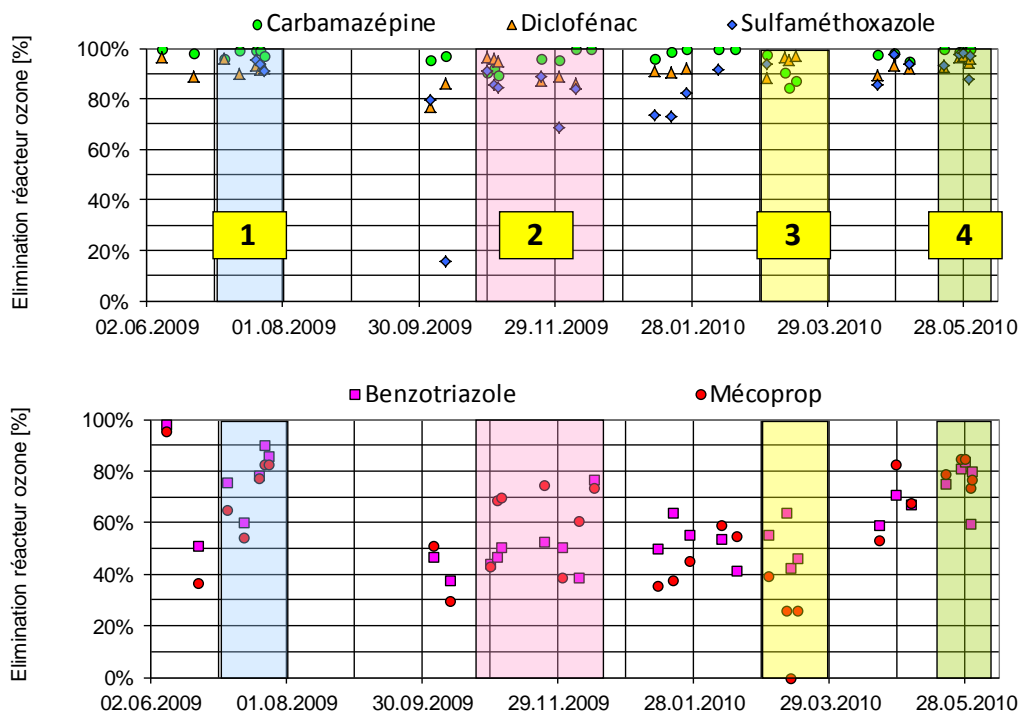 Carbamazépine Diclofénac Sulfaméthoxazole
Elimination réacteur ozone [%]
100%
80%
60%
40%
20%
0%
1 2 3 4
02.06.2009 01.08.2009 30.09.2009 29.11.2009 28.01.2010 29.03.2010 28.05.2010
Benzotriazole Mécoprop
Elimination réacteur ozone [%]
100%
80%
60%
40%
20%
0%
02.06.2009 01.08.2009 30.09.2009 29.11.2009 28.01.2010 29.03.2010 28.05.2010